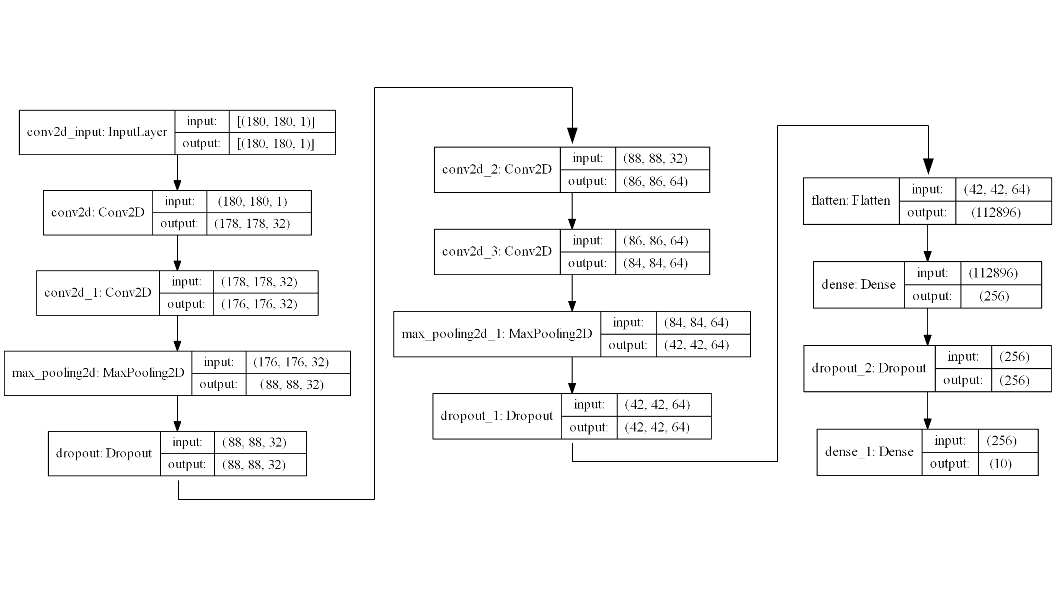 conv2d_input: InputLayer
input: [(180, 180, 1)]
output: [(180, 180, 1)]
conv2d: Conv2D
input: (180, 180, 1)
output: (178, 178, 32)
conv2d_1: Conv2D
input: (178, 178, 32)
output: (176, 176, 32)
max_pooling2d: MaxPooling2D
input: (176, 176, 32)
output: (88, 88, 32)
dropout: Dropout
input: (88, 88, 32)
output: (88, 88, 32)
conv2d_2: Conv2D
input: (88, 88, 32)
output: (86, 86, 64)
conv2d_3: Conv2D
input: (86, 86, 64)
output: (84, 84, 64)
max_pooling2d_1: MaxPooling2D
input: (84, 84, 64)
output: (42, 42, 64)
dropout_1: Dropout
input: (42, 42, 64)
output: (42, 42, 64)
flatten: Flatten
input: (42, 42, 64)
output: (112896)
dense: Dense
input: (112896)
output: (256)
dropout_2: Dropout
input: (256)
output: (256)
dense_1: Dense
input: (256)
output: (10)